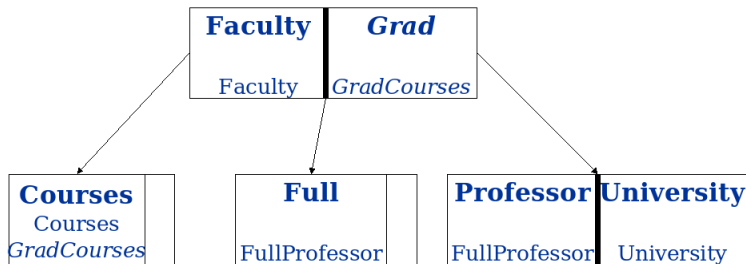 Faculty Grad
Faculty GradCourses
Courses Full Professor University
Courses
GradCourses FullProfessor FullProfessor University